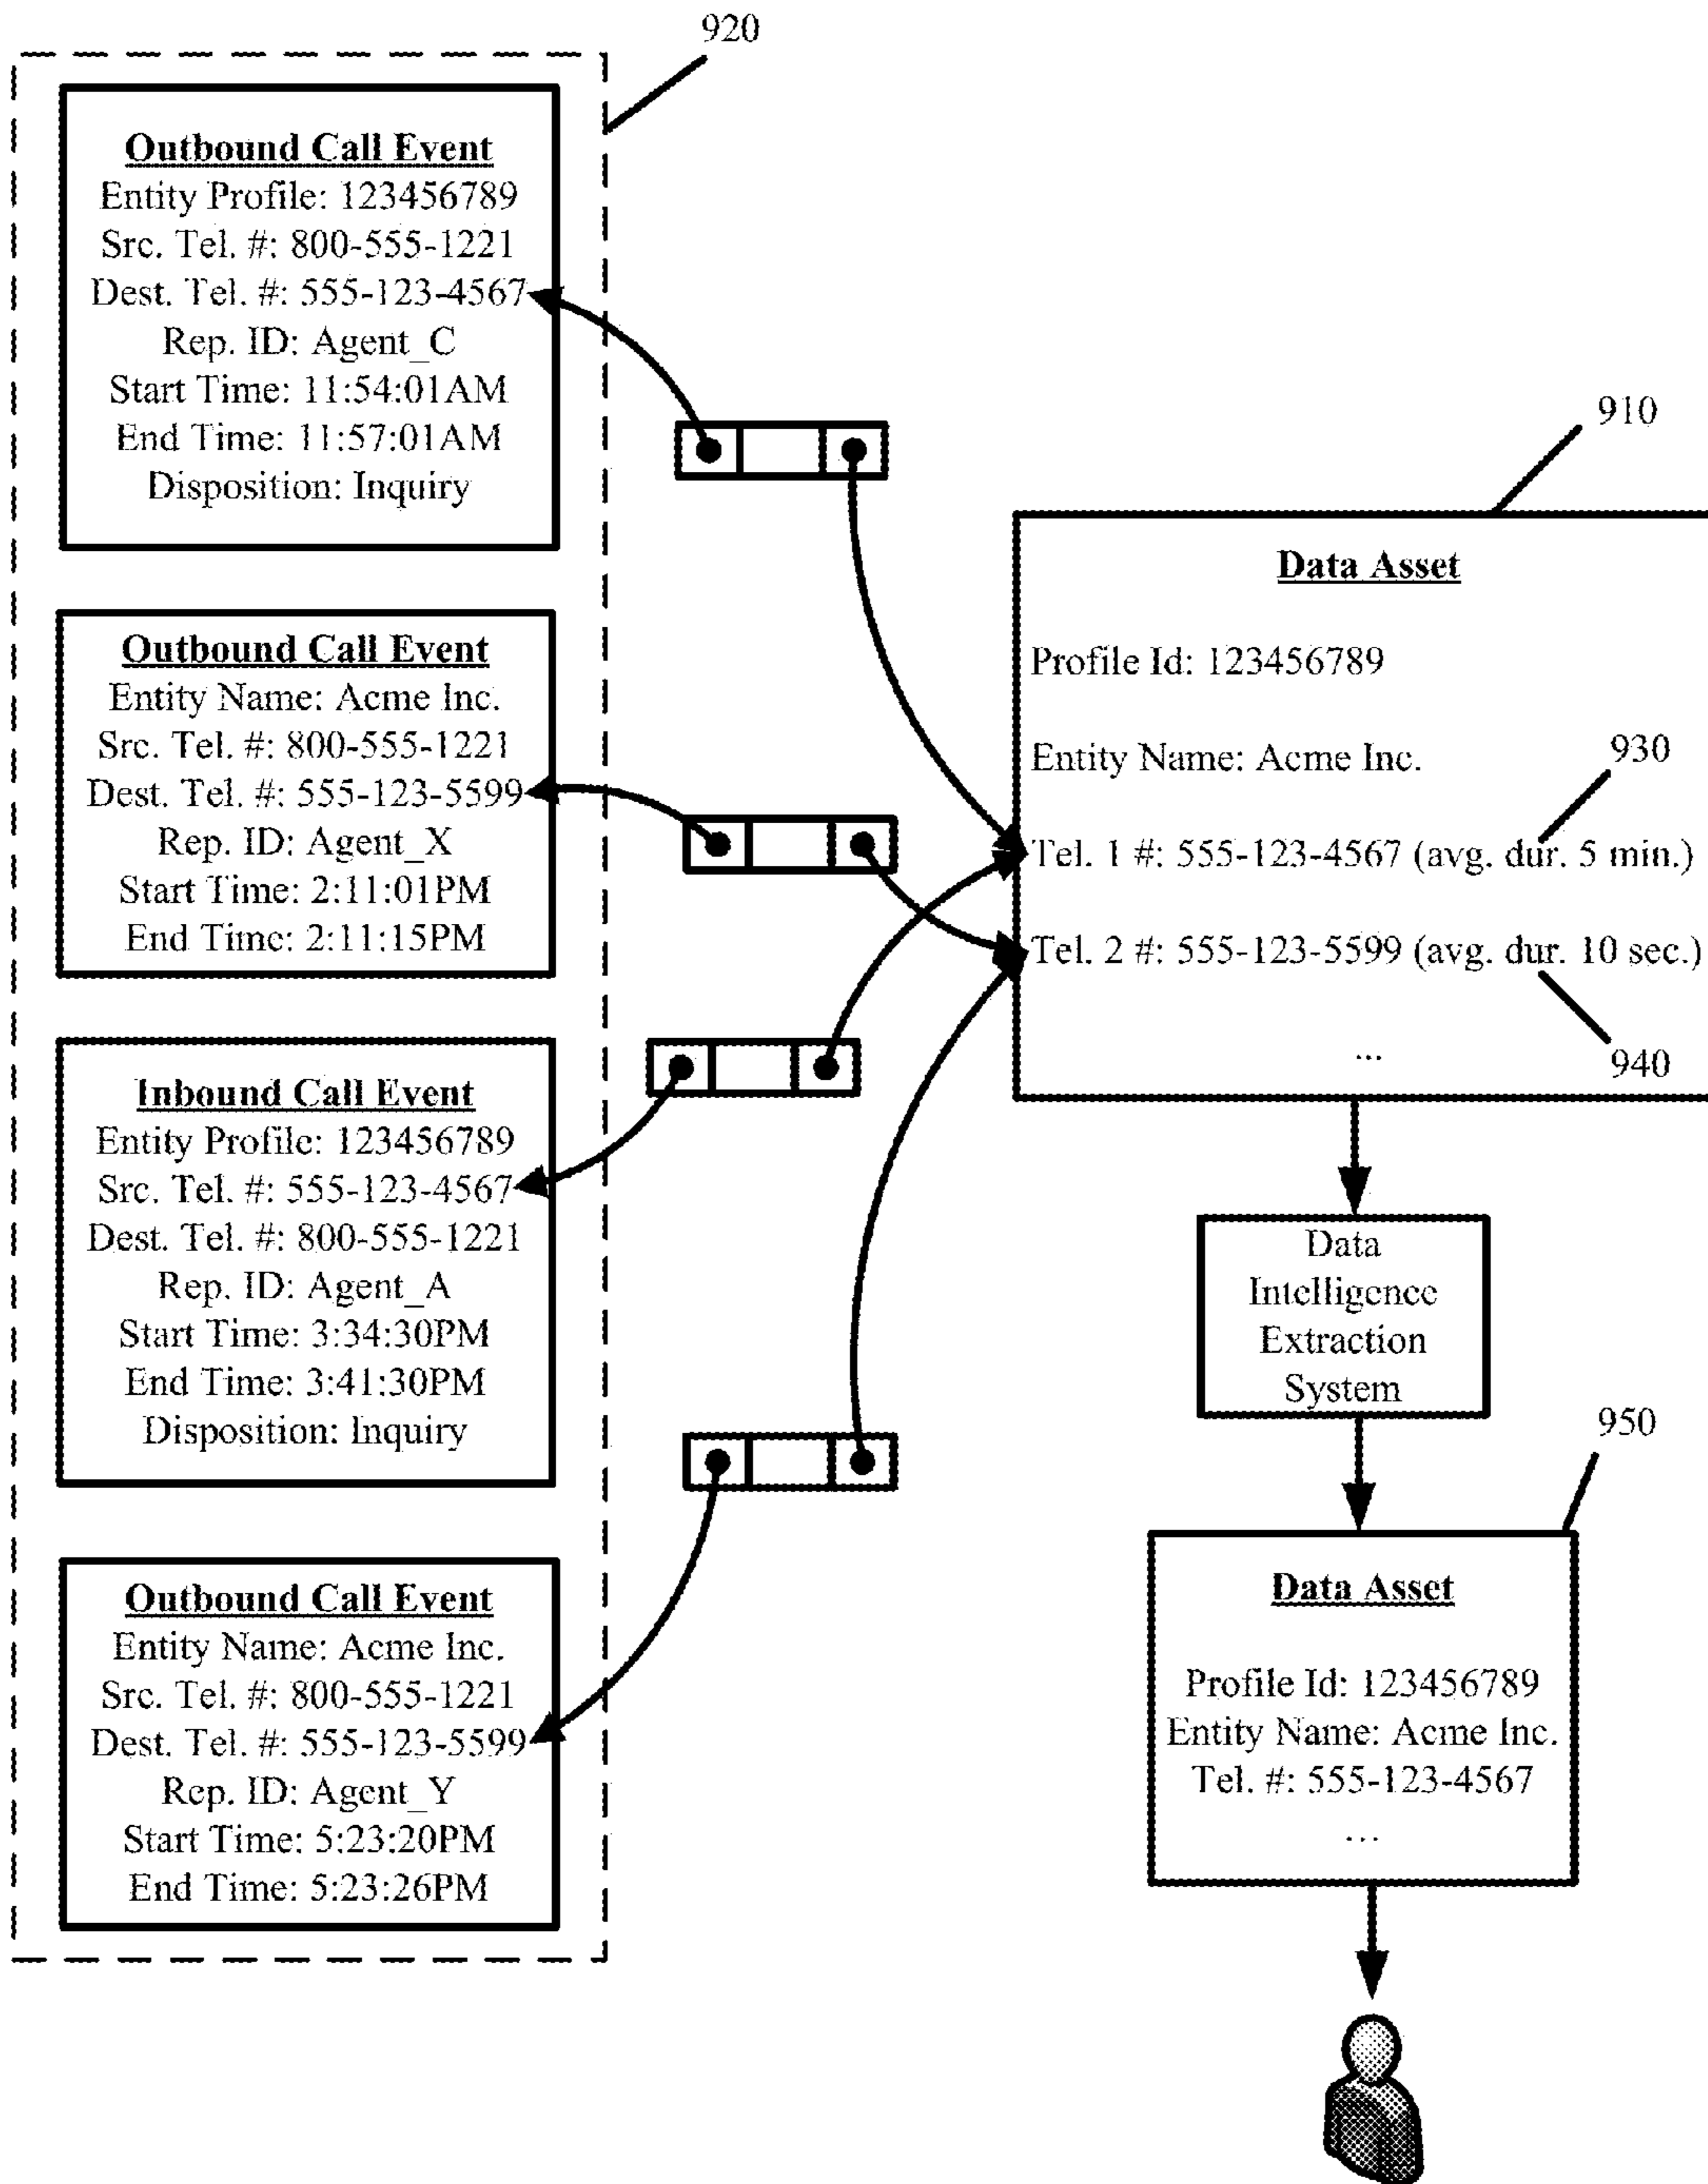 920
Outbound Call Event
Entity Profile: 123456789
Src. Tel. #: 800-555-1221
Dest. Tel. #: 555-123-4567
Rep. ID: Agent_C
Start Time: 11:54:01AM
End Time: 11:57:01AM
Disposition: Inquiry
Outbound Call Event
Entity Name: Acme Inc.
Src. Tel. #: 800-555-1221
Dest. Tel. #: 555-123-5599
Rep. ID: Agent_X
Start Time: 2:11:01PM
End Time: 2:11:15PM
Inbound Call Event
Entity Profile: 123456789
Src. Tel. #: 555-123-4567
Dest. Tel. #: 800-555-1221
Rep. ID: Agent_A
Start Time: 3:34:30PM
End Time: 3:41:30PM
Disposition: Inquiry
Outbound Call Event
Entity Name: Acme Inc.
Src. Tel. #: 800-555-1221
Dest. Tel. #: 555-123-5599
Rep. ID: Agent_Y
Start Time: 5:23:20PM
End Time: 5:23:26PM
910
Data Asset
Profile Id: 123456789
Entity Name: Acme Inc.
930
Tel. 1 #: 555-123-4567 (avg. dur. 5 min.)
Tel. 2 #: 555-123-5599 (avg. dur. 10 sec.)
...
940
Data
Intelligence
Extraction
System
950
Data Asset
Profile Id: 123456789
Entity Name: Acme Inc.
Tel. #: 555-123-4567
...